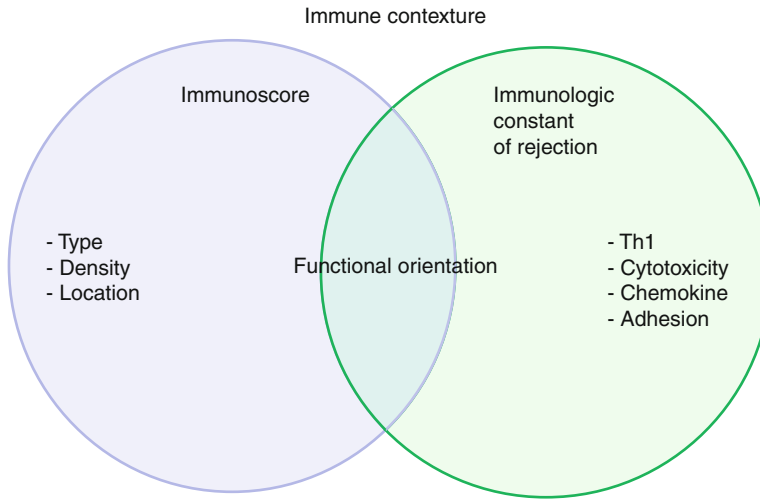 Immune contexture
Immunoscore
Immunologic
constant
of rejection
- Type
- Density
- Location
Functional orientation
- Th1
- Cytotoxicity
- Chemokine
- Adhesion